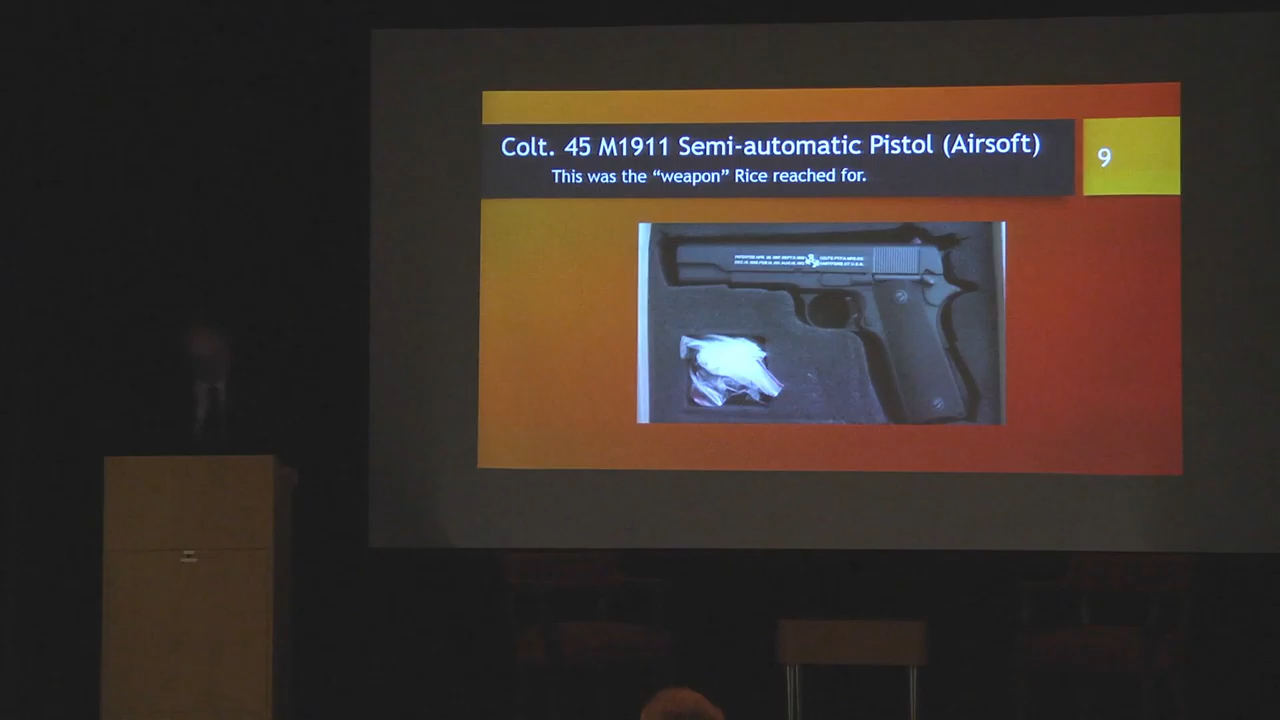 Colt. 45 M1911 Semi-automatic Pistol (Airsoft)
This was the “weapon” Rice reached for.
9